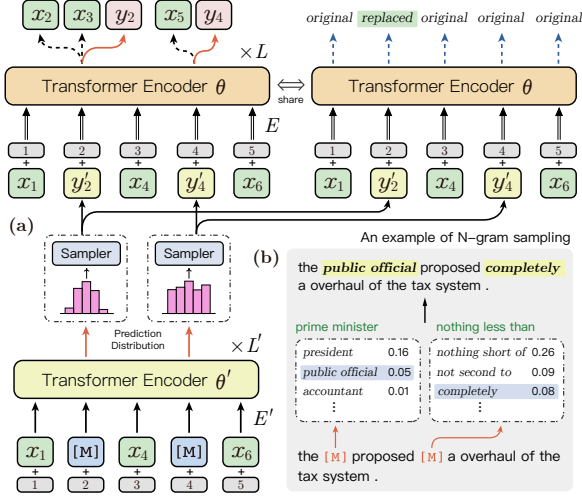 x2 x3 y2 x5 y4
original replaced original original original
×L
Transformer Encoder θ
⟺
share
Transformer Encoder θ
E
1 2 3 4 5
+ + + + +
x1 y′2 x4 y′4 x6
1 2 3 4 5
+ + + + +
x1 y′2 x4 y′4 x6
(a)
Sampler Sampler
Prediction
Distribution
×L′
Transformer Encoder θ′
E′
x1 [M] x4 [M] x6
+ + + + +
1 2 3 4 5
An example of N-gram sampling
(b)
the public official proposed completely
a overhaul of the tax system .
prime minister
president 0.16
public official 0.05
accountant 0.01
⋮
nothing less than
nothing short of 0.26
not second to 0.09
completely 0.08
⋮
the [M] proposed [M] a overhaul of the
tax system .